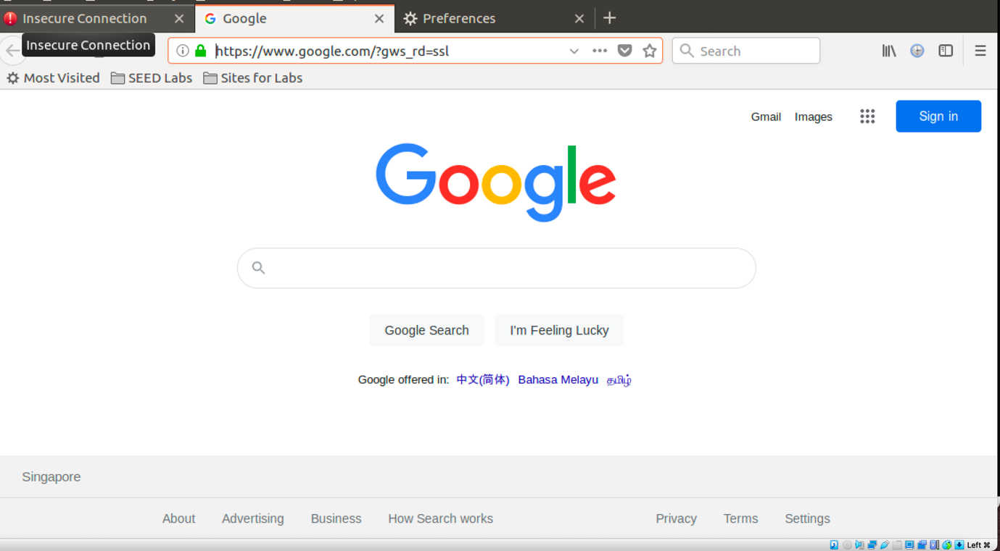 Insecure Connection Google Preferences
Insecure Connection https://www.google.com/?gws_rd=ssl Search
Most Visited SEED Labs Sites for Labs
Gmail Images Sign in
Google
Google Search I'm Feeling Lucky
Google offered in: 中文(简体) Bahasa Melayu தமிழ்
Singapore
About Advertising Business How Search works Privacy Terms Settings
Left ⌘